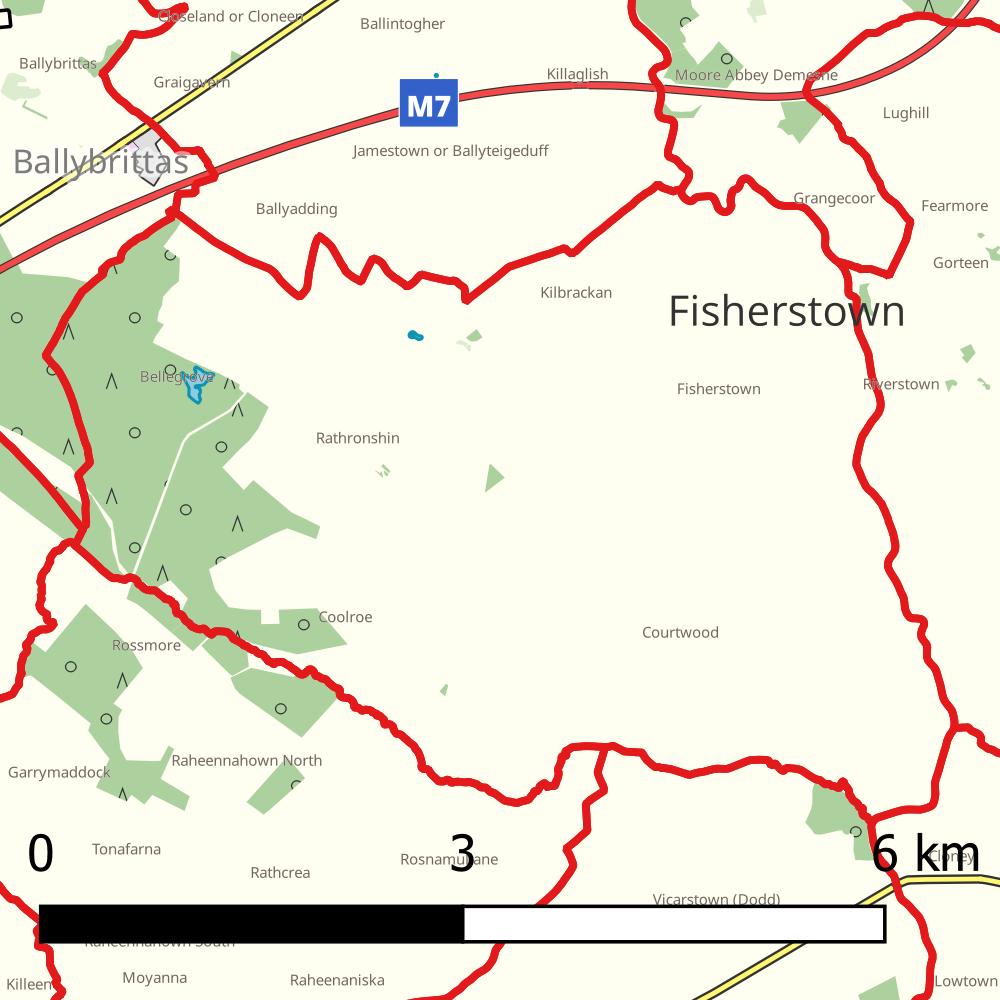 Closeland or Cloneen
Ballintogher
Ballybrittas
Graigavern
Killaglish
Moore Abbey Demesne
M7
Lughill
Jamestown or Ballyteigeduff
Ballybrittas
Ballyadding
Grangecoor
Fearmore
Gorteen
Kilbrackan
Fisherstown
Bellegrove
Fisherstown
Riverstown
Rathronshin
Coolroe
Courtwood
Rossmore
Raheennahown North
Garrymaddock
0 3 6 km
Tonafarna
Rosnamullane
Cloney
Rathcrea
Vicarstown (Dodd)
Raheennahown South
Killeen
Moyanna
Raheenaniska
Lowtown